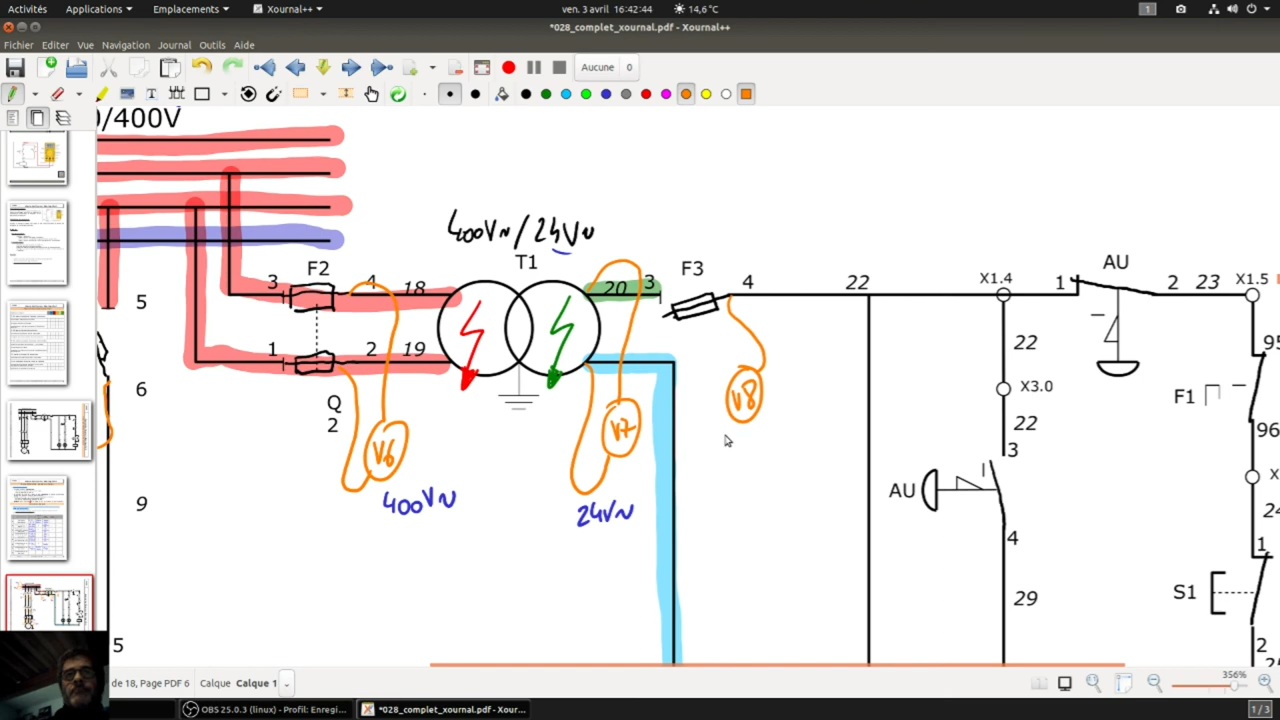 Activités Applications Emplacements Xournal++ ven. 3 avril 16:42:44 14,6°C 1
*028_complet_xournal.pdf - Xournal++
Fichier Editer Vue Navigation Journal Outils Aide
Aucune 0
0/400V
400V~ / 24V~
T1
F2
F3
AU
3 4 18
20 3
4
22
X1.4
1 2 23 X1.5
5
1 2 19
22
95
X3.0
6
Q
2
V8
F1
22
96
V6
V7
3
X
AU
9
400V~
24V~
24
4
1
29
S1
5
2
de 18, Page PDF 6 Calque Calque 1 356%
OBS 25.0.3 (linux) - Profil: Enregi...
*028_complet_xournal.pdf - Xour...
1 / 3